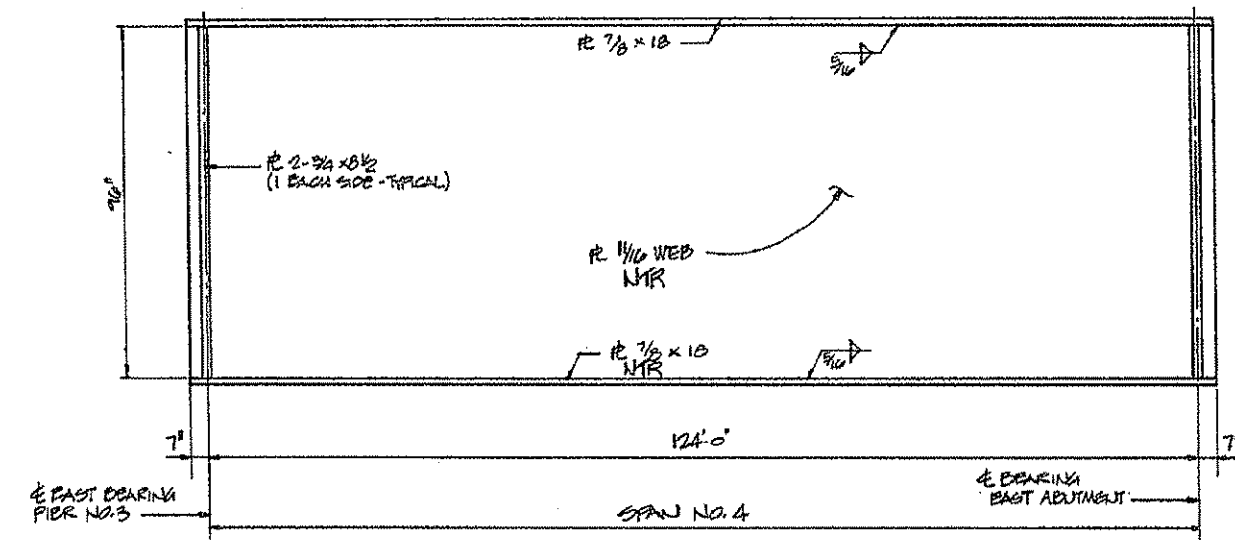 PL 7/8 x 18
5/16
96"
PL 2-3/4 x 8 1/2
(1 EACH SIDE - TYPICAL)
PL 11/16 WEB
NTR
PL 7/8 x 18
NTR
5/16
7"
124'-0"
7"
℄ EAST BEARING
PIER NO. 3
℄ BEARING
EAST ABUTMENT
SPAN NO. 4